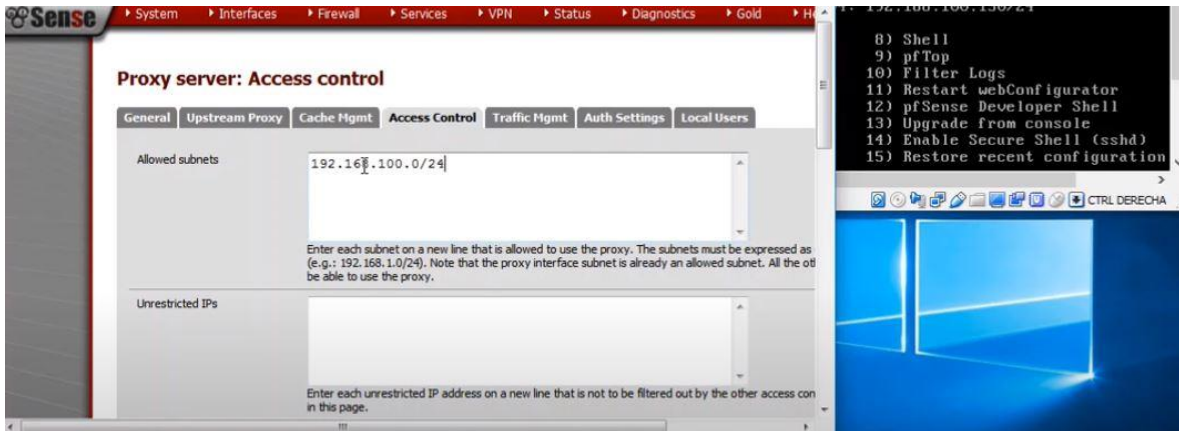 Sense
System Interfaces Firewall Services VPN Status Diagnostics Gold
Proxy server: Access control
General Upstream Proxy Cache Mgmt Access Control Traffic Mgmt Auth Settings Local Users
Allowed subnets
192.168.100.0/24
Enter each subnet on a new line that is allowed to use the proxy. The subnets must be expressed as
(e.g.: 192.168.1.0/24). Note that the proxy interface subnet is already an allowed subnet. All the
be able to use the proxy.
Unrestricted IPs
Enter each unrestricted IP address on a new line that is not to be filtered out by the other access
in this page.
8) Shell
9) pfTop
10) Filter Logs
11) Restart webConfigurator
12) pfSense Developer Shell
13) Upgrade from console
14) Enable Secure Shell (sshd)
15) Restore recent configuration
CTRL DERECHA